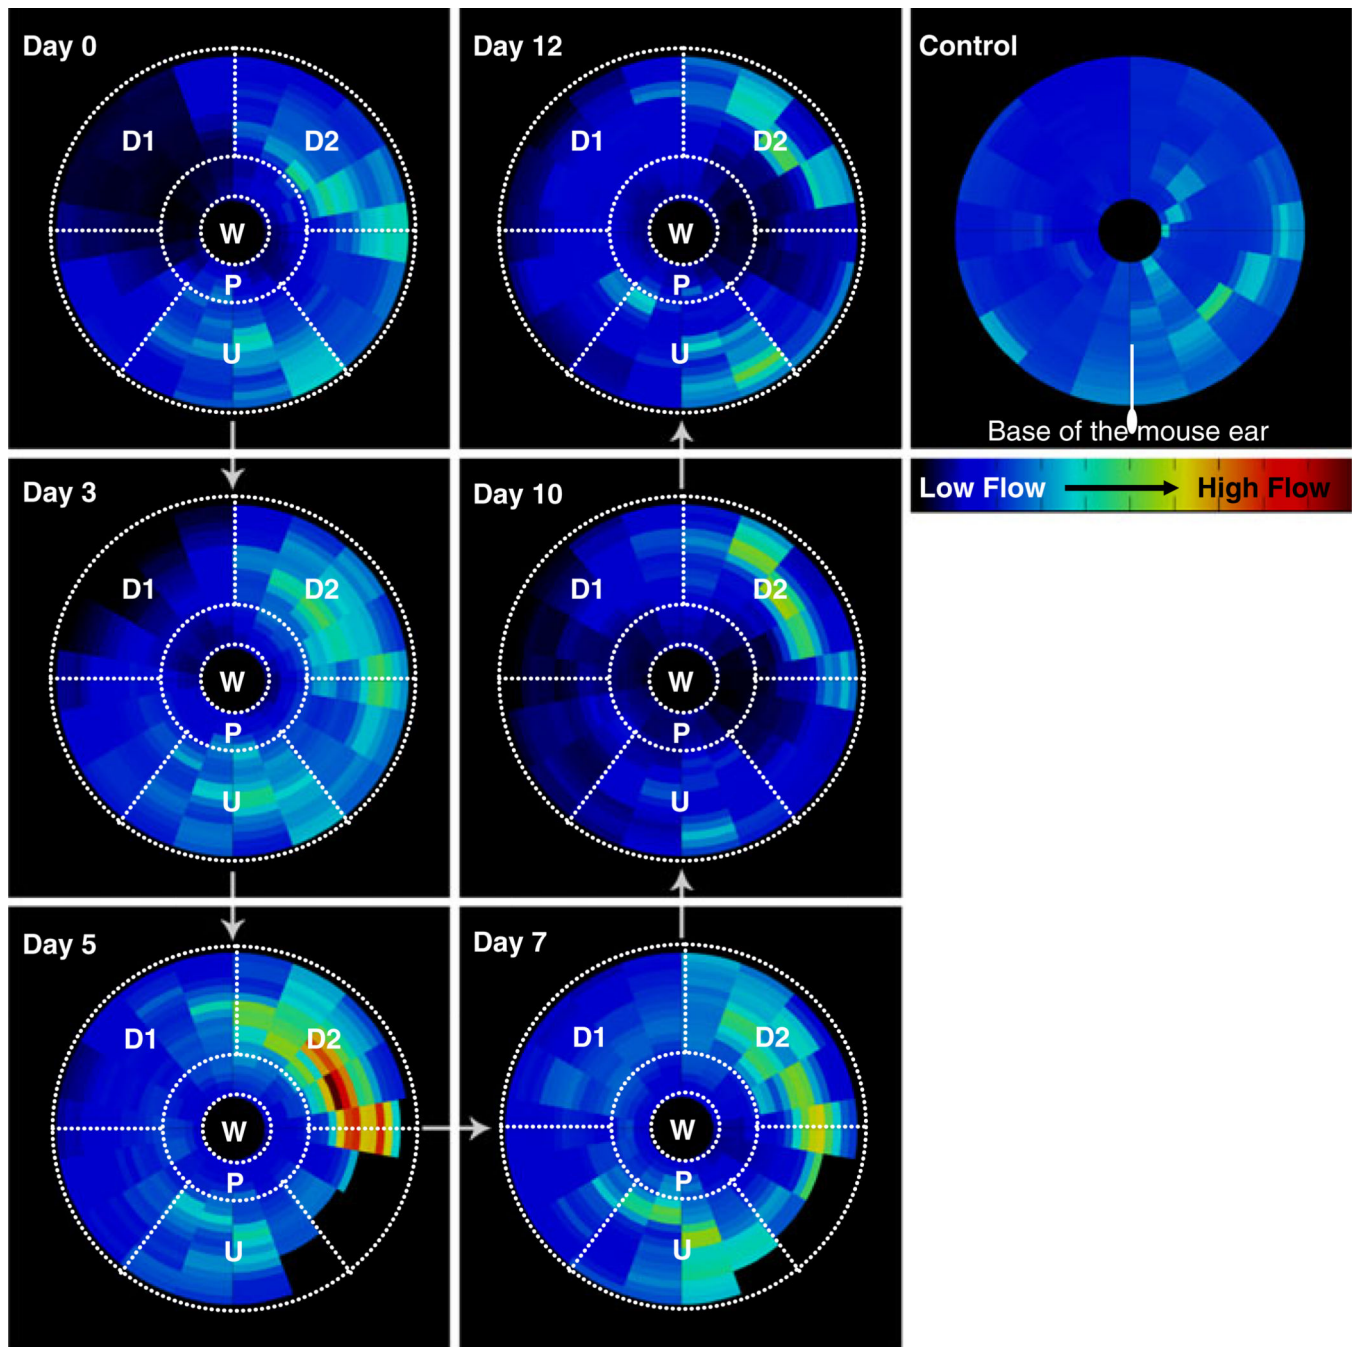 Day 0
D1
D2
W
P
U
Day 12
D1
D2
W
P
U
Control
Base of the mouse ear
Low Flow
High Flow
Day 3
D1
D2
W
P
U
Day 10
D1
D2
W
P
U
Day 5
D1
D2
W
P
U
Day 7
D1
D2
W
P
U